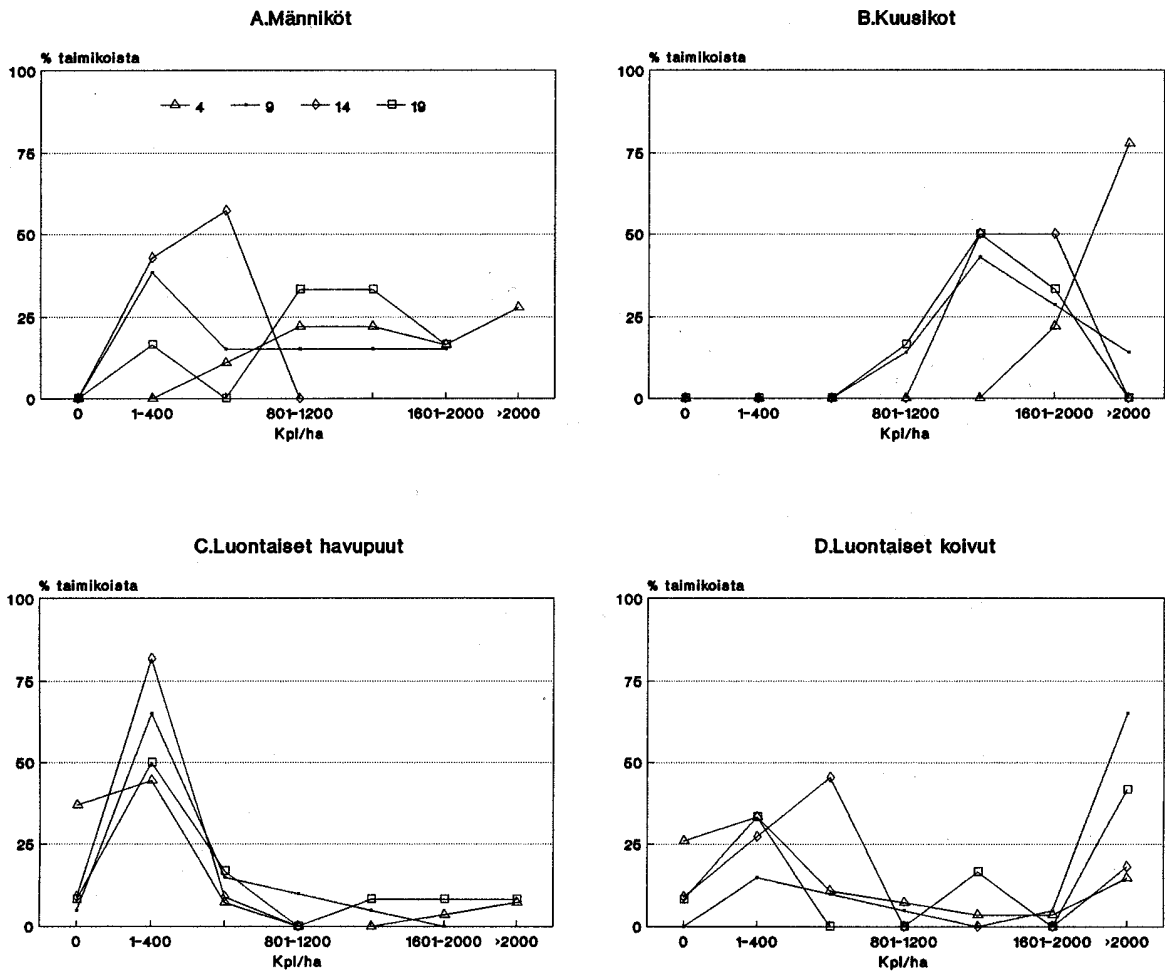 A.Männiköt
% taimikoista
100
75
50
25
0
4 9 14 19
0 1-400 801-1200 1601-2000 >2000
Kpl/ha
B.Kuusikot
% taimikoista
100
75
50
25
0
0 1-400 801-1200 1601-2000 >2000
Kpl/ha
C.Luontaiset havupuut
% taimikoista
100
75
50
25
0
0 1-400 801-1200 1601-2000 >2000
Kpl/ha
D.Luontaiset koivut
% taimikoista
100
75
50
25
0
0 1-400 801-1200 1601-2000 >2000
Kpl/ha